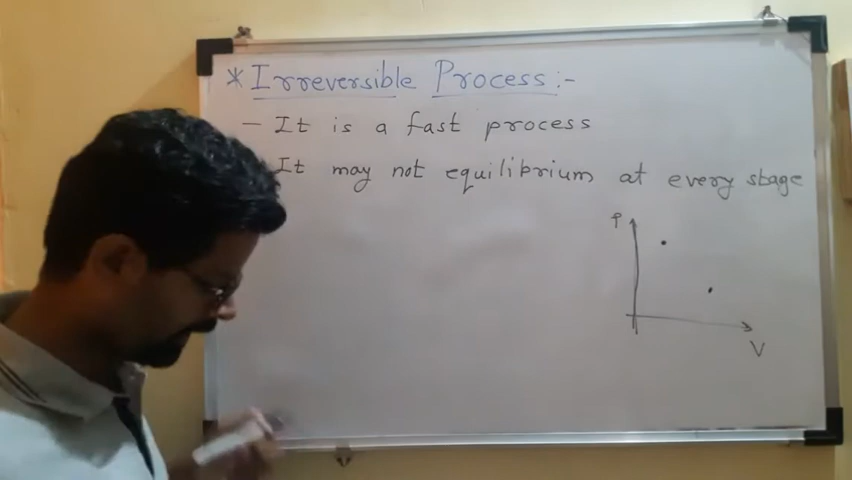 * Irreversible Process :-
- It is a fast process
It may not equilibrium at every stage
P
V